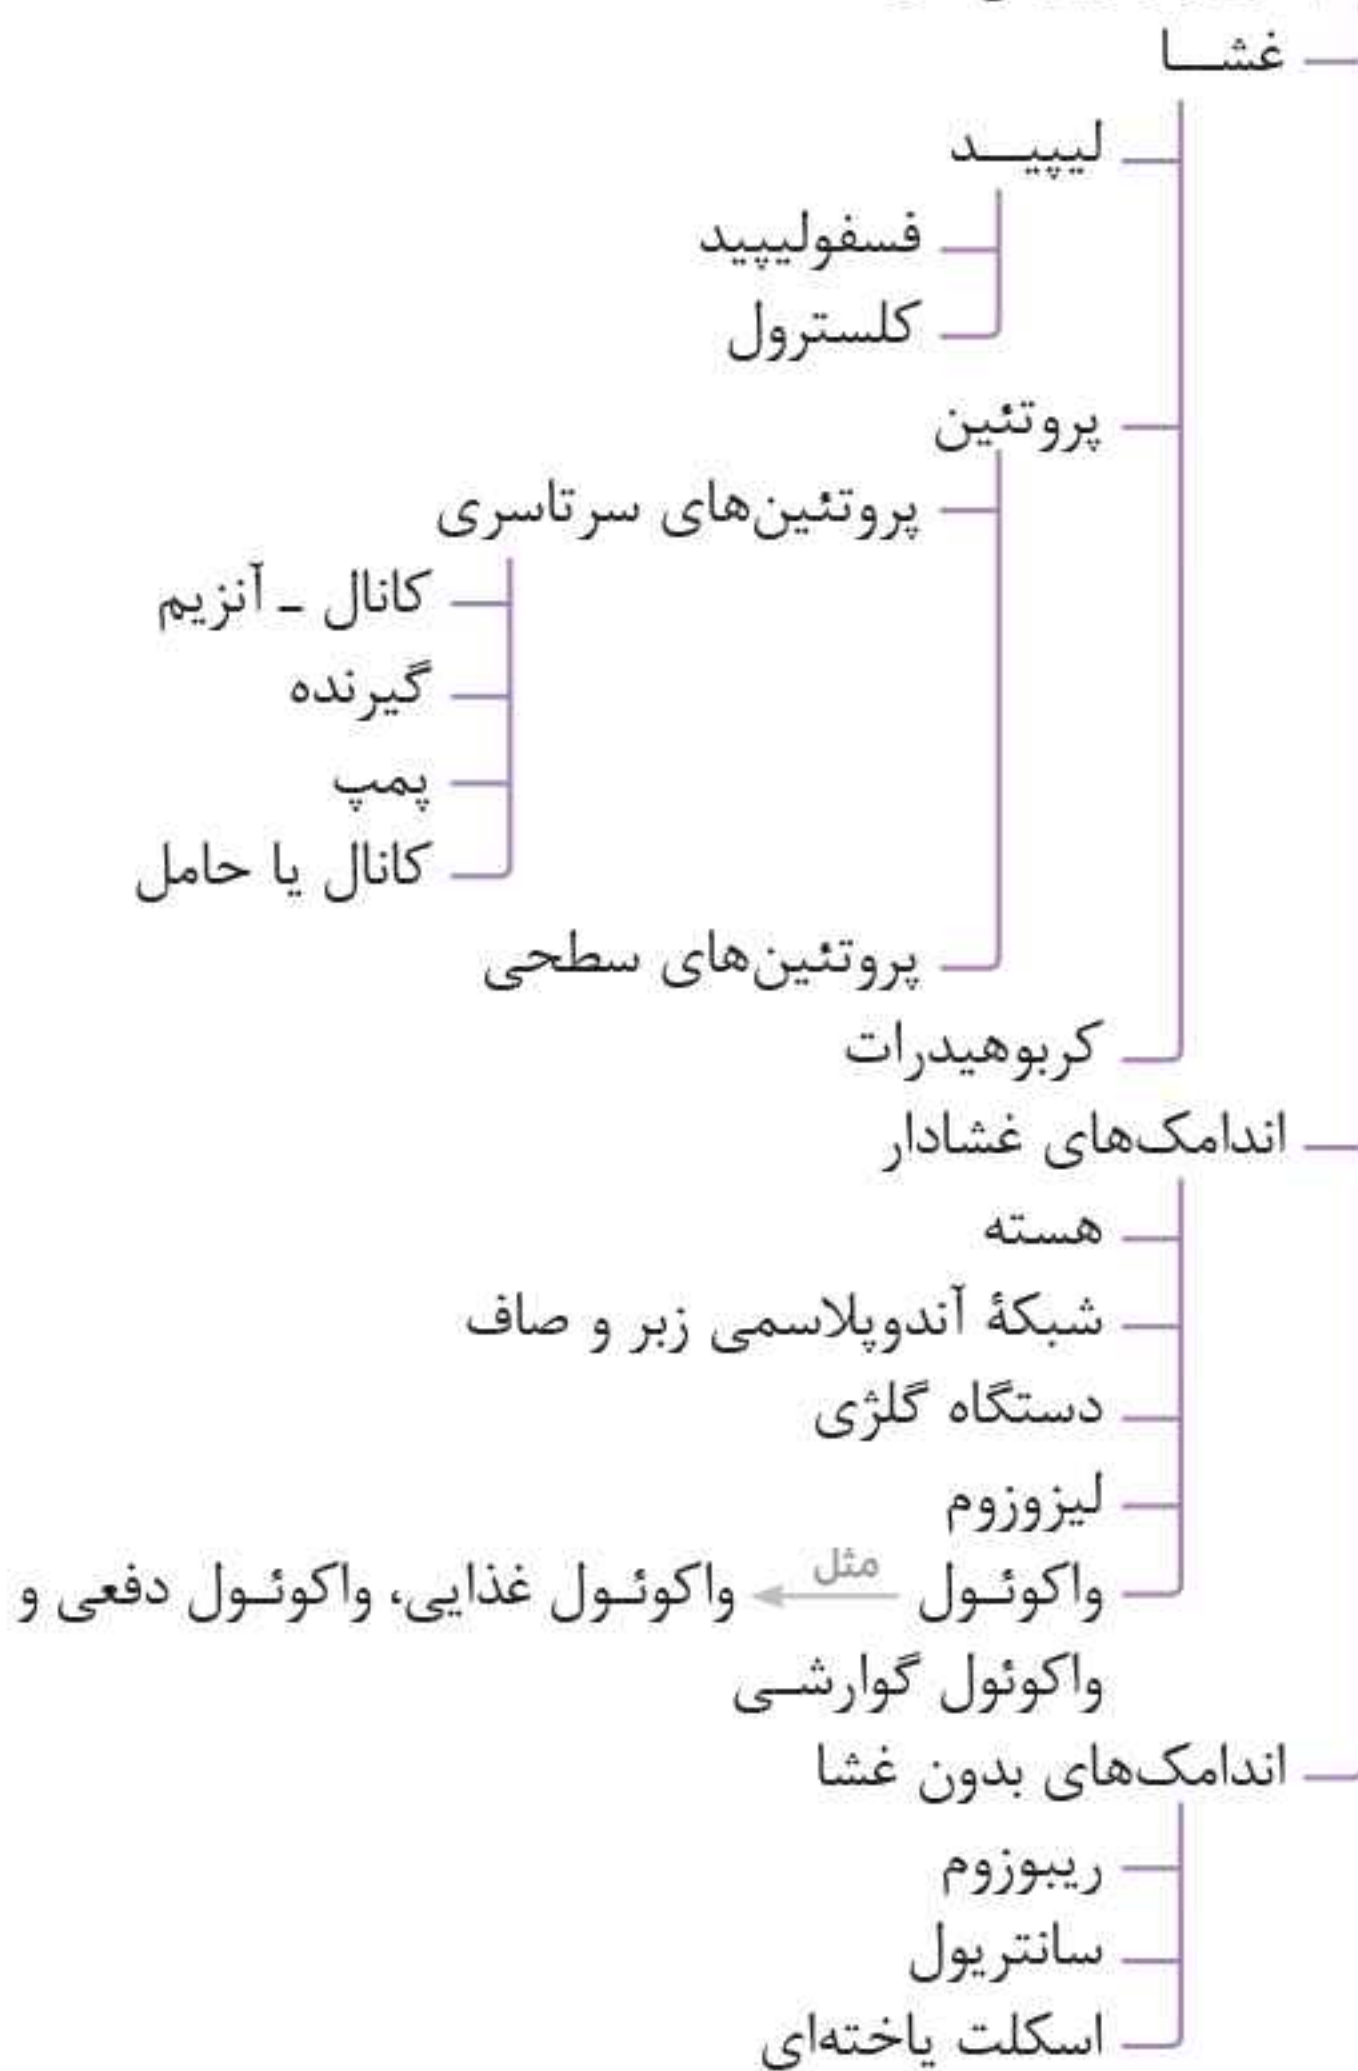 غشا
لیپید
فسفولیپید
کلسترول
پروتئین
پروتئین‌های سرتاسری
کانال - آنزیم
گیرنده
پمپ
کانال یا حامل
پروتئین‌های سطحی
کربوهیدرات
اندامک‌های غشادار
هسته
شبکهٔ آندوپلاسمی زبر و صاف
دستگاه گلژی
لیزوزوم
واکوئول مثل واکوئول غذایی، واکوئول دفعی و
واکوئول گوارشی
اندامک‌های بدون غشا
ریبوزوم
سانتریول
اسکلت یاخته‌ای